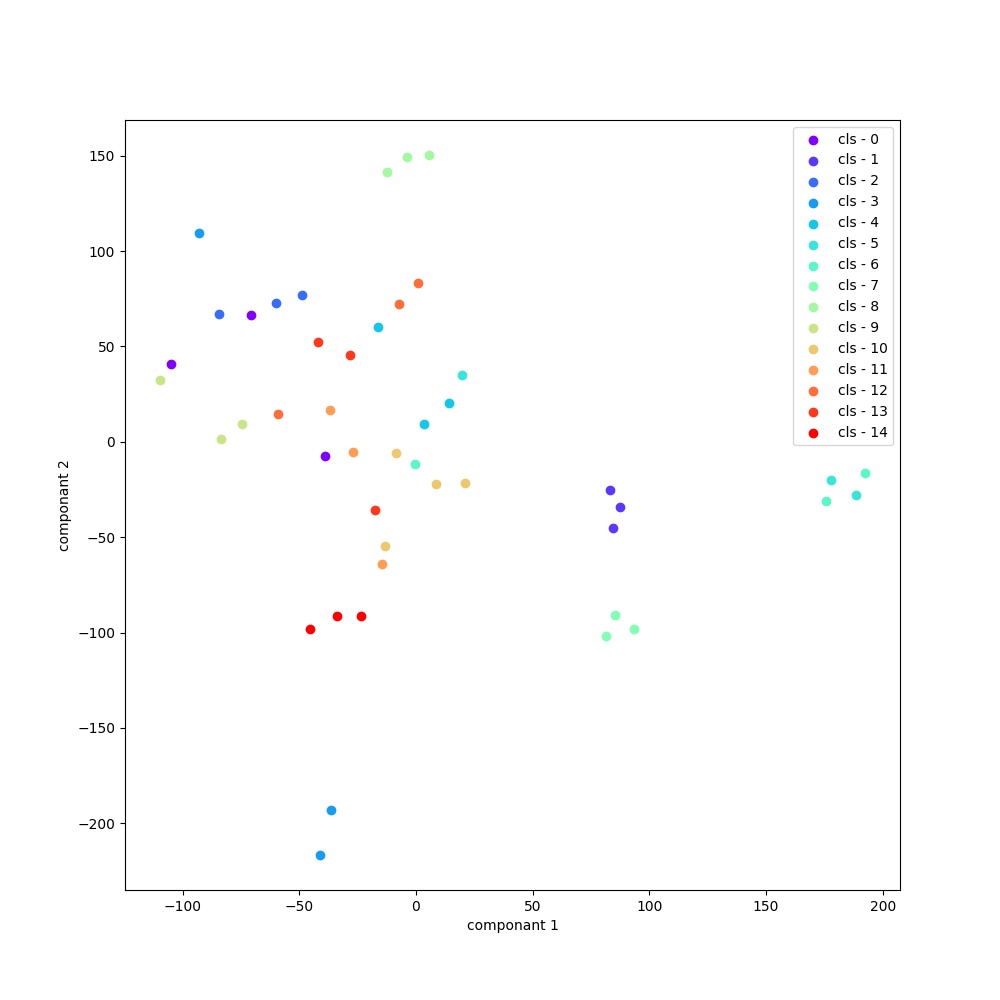 cls - 0
cls - 1
cls - 2
cls - 3
cls - 4
cls - 5
cls - 6
cls - 7
cls - 8
cls - 9
cls - 10
cls - 11
cls - 12
cls - 13
cls - 14
150
100
50
0
−50
−100
−150
−200
componant 2
−100 −50 0 50 100 150 200
componant 1